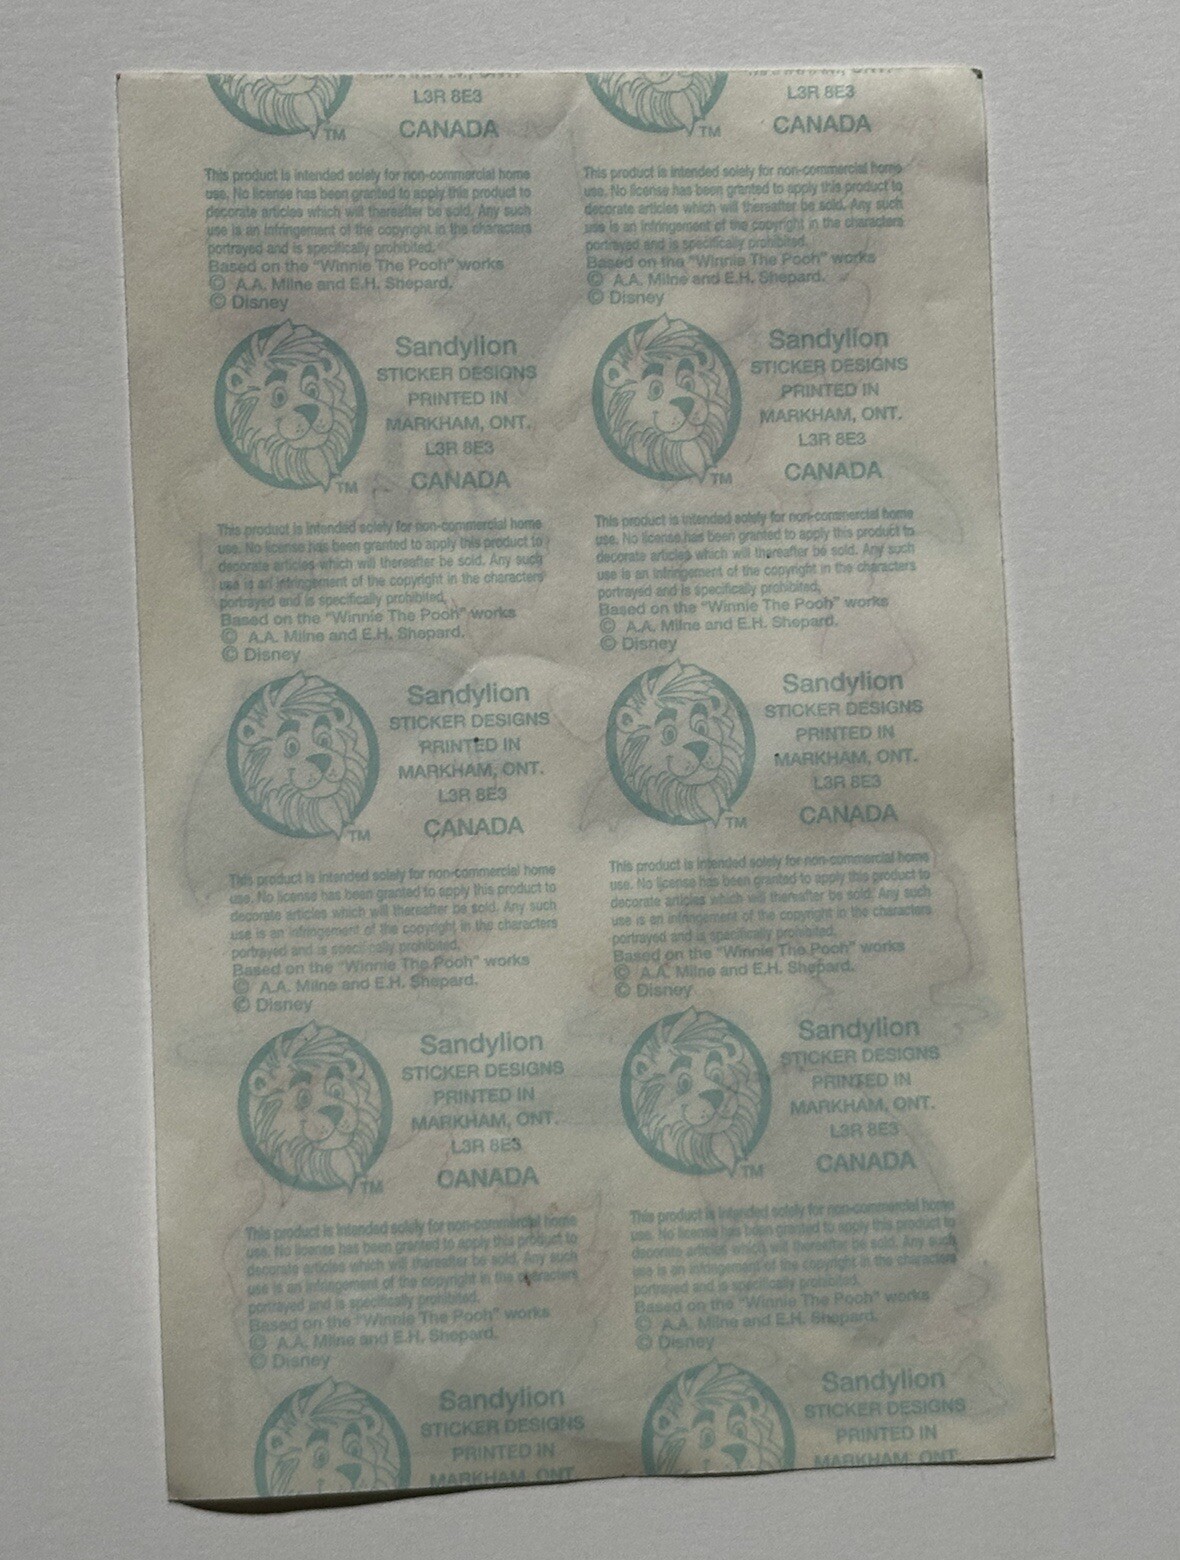 L3R 8E3
TM
CANADA
This product is intended solely for non-commercial home
use. No license has been granted to apply this product to
decorate articles which will thereafter be sold. Any such
use is an infringement of the copyright in the characters
portrayed and is specifically prohibited.
Based on the "Winnie The Pooh" works
© A.A. Milne and E.H. Shepard.
© Disney
Sandylion
STICKER DESIGNS
PRINTED IN
MARKHAM, ONT.
L3R 8E3
TM
CANADA
This product is intended solely for non-commercial home
use. No license has been granted to apply this product to
decorate articles which will thereafter be sold. Any such
use is an infringement of the copyright in the characters
portrayed and is specifically prohibited.
Based on the "Winnie The Pooh" works
© A.A. Milne and E.H. Shepard.
© Disney
Sandylion
STICKER DESIGNS
PRINTED IN
MARKHAM, ONT.
L3R 8E3
TM
CANADA
This product is intended solely for non-commercial home
use. No license has been granted to apply this product to
decorate articles which will thereafter be sold. Any such
use is an infringement of the copyright in the characters
portrayed and is specifically prohibited.
Based on the "Winnie The Pooh" works
© A.A. Milne and E.H. Shepard.
© Disney
Sandylion
STICKER DESIGNS
PRINTED IN
MARKHAM, ONT.
L3R 8E3
TM
CANADA
This product is intended solely for non-commercial home
use. No license has been granted to apply this product to
decorate articles which will thereafter be sold. Any such
use is an infringement of the copyright in the characters
portrayed and is specifically prohibited.
Based on the "Winnie The Pooh" works
© A.A. Milne and E.H. Shepard.
© Disney
Sandylion
STICKER DESIGNS
PRINTED IN
MARKHAM, ONT
L3R 8E3
TM
CANADA
This product is intended solely for non-commercial home
use. No license has been granted to apply this product to
decorate articles which will thereafter be sold. Any such
use is an infringement of the copyright in the characters
portrayed and is specifically prohibited.
Based on the "Winnie The Pooh" works
© A.A. Milne and E.H. Shepard.
© Disney
Sandylion
STICKER DESIGNS
PRINTED IN
MARKHAM, ONT.
L3R 8E3
TM
CANADA
This product is intended solely for non-commercial home
use. No license has been granted to apply this product to
decorate articles which will thereafter be sold. Any such
use is an infringement of the copyright in the characters
portrayed and is specifically prohibited.
Based on the "Winnie The Pooh" works
© A.A. Milne and E.H. Shepard.
© Disney
Sandylion
STICKER DESIGNS
PRINTED IN
MARKHAM, ONT.
L3R 8E3
TM
CANADA
This product is intended solely for non-commercial home
use. No license has been granted to apply this product to
decorate articles which will thereafter be sold. Any such
use is an infringement of the copyright in the characters
portrayed and is specifically prohibited.
Based on the "Winnie The Pooh" works
© A.A. Milne and E.H. Shepard.
© Disney
Sandylion
STICKER DESIGNS
PRINTED IN
MARKHAM, ONT.
L3R 8E3
TM
CANADA
This product is intended solely for non-commercial home
use. No license has been granted to apply this product to
decorate articles which will thereafter be sold. Any such
use is an infringement of the copyright in the characters
portrayed and is specifically prohibited.
Based on the "Winnie The Pooh" works
© A.A. Milne and E.H. Shepard.
© Disney
Sandylion
STICKER DESIGNS
PRINTED IN
MARKHAM, ONT